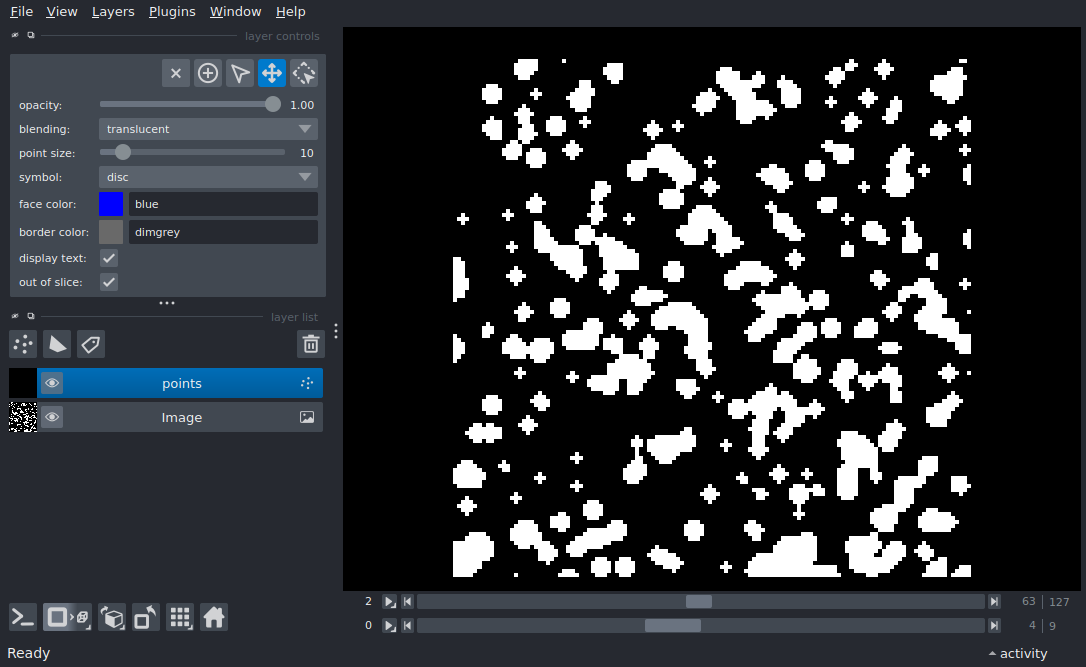 File View Layers Plugins Window Help
layer controls
opacity: 1.00
blending: translucent
point size: 10
symbol: disc
face color: blue
border color: dimgrey
display text:
out of slice:
layer list
points
Image
2 63 127
0 4 9
Ready activity